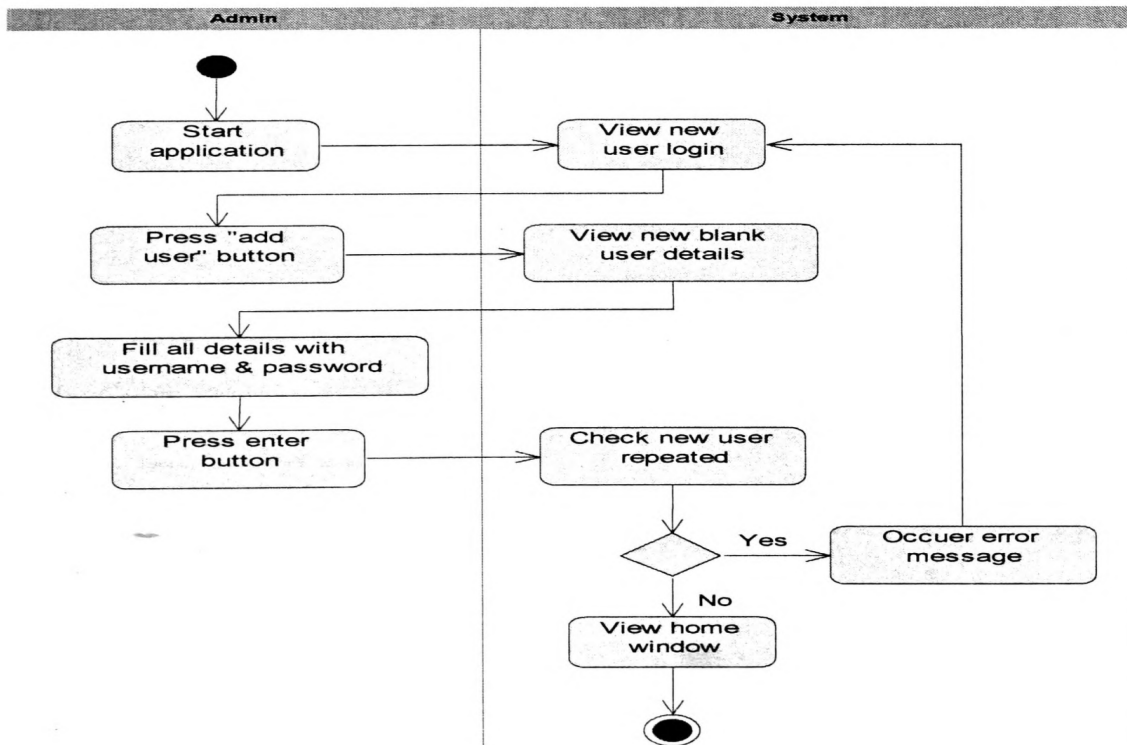 Admin
System
Start
application
View new
user login
Press "add
user" button
View new blank
user details
Fill all details with
username & password
Press enter
button
Check new user
repeated
Yes
Occuer error
message
No
View home
window